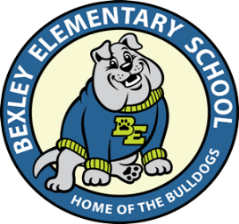 BEXLEY ELEMENTARY SCHOOL
BE
HOME OF THE BULLDOGS